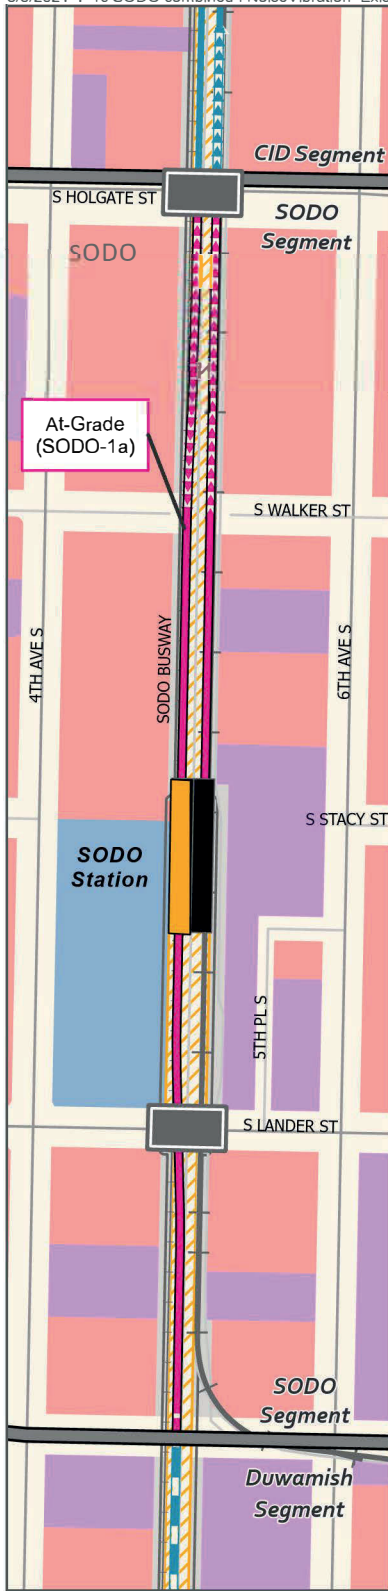 CID Segment
S HOLGATE ST
SODO
Segment
SODO
At-Grade
(SODO-1a)
S WALKER ST
4TH AVE S
SODO BUSWAY
6TH AVE S
S STACY ST
SODO
Station
5TH PL S
S LANDER ST
SODO
Segment
Duwamish
Segment